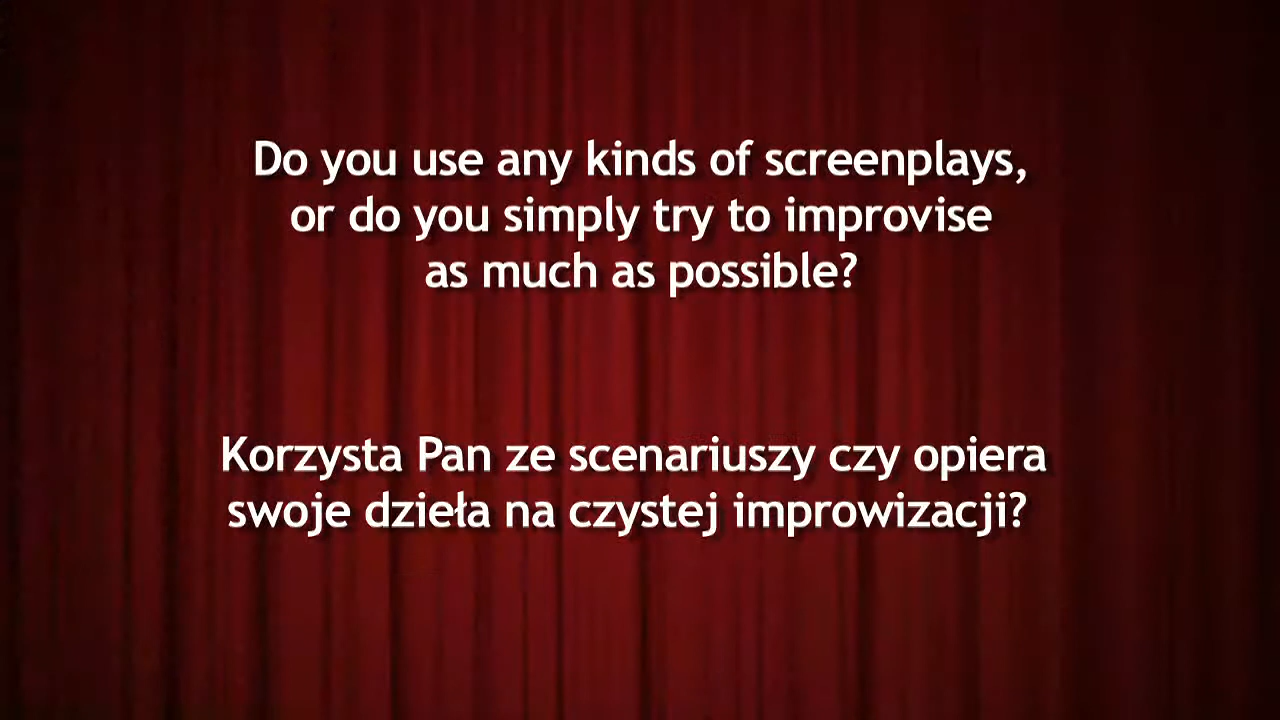 Do you use any kinds of screenplays,
or do you simply try to improvise
as much as possible?
Korzysta Pan ze scenariuszy czy opiera
swoje dzieła na czystej improwizacji?